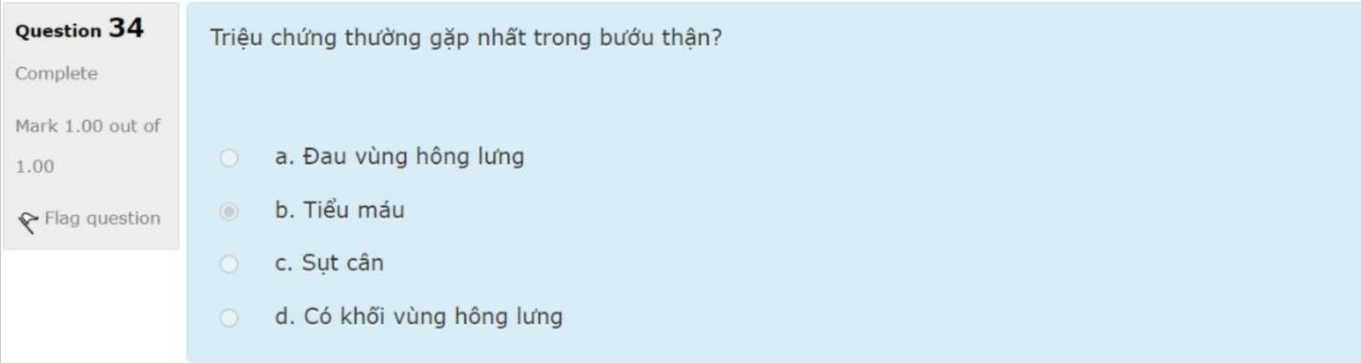 Question 34
Complete
Mark 1.00 out of
1.00
Flag question
Triệu chứng thường gặp nhất trong bướu thận?
a. Đau vùng hông lưng
b. Tiểu máu
c. Sụt cân
d. Có khối vùng hông lưng